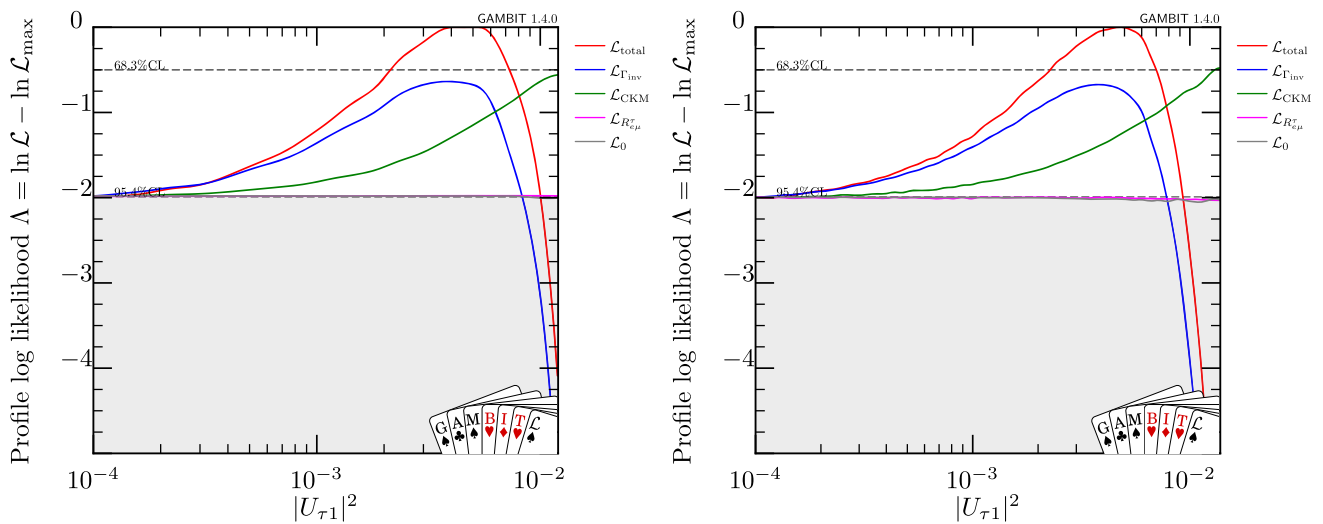 GAMBIT 1.4.0
Profile log likelihood Λ = ln ℒ − ln ℒmax
0
−1
−2
−3
−4
68.3%CL
95.4%CL
ℒtotal
ℒΓinv
ℒCKM
ℒRτeμ
ℒ0
G A M B I T ℒ
10−4
10−3
10−2
|Uτ1|2
GAMBIT 1.4.0
Profile log likelihood Λ = ln ℒ − ln ℒmax
0
−1
−2
−3
−4
68.3%CL
95.4%CL
ℒtotal
ℒΓinv
ℒCKM
ℒRτeμ
ℒ0
G A M B I T ℒ
10−4
10−3
10−2
|Uτ1|2